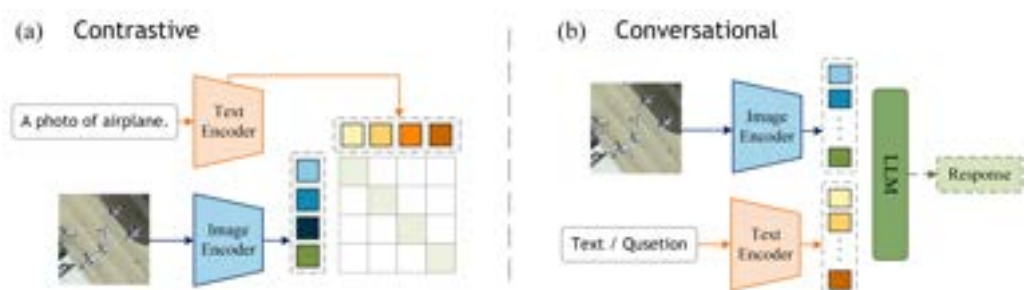 (a) Contrastive
A photo of airplane.
Text
Encoder
Image
Encoder
(b) Conversational
Image
Encoder
LLM
Response
Text / Qusetion
Text
Encoder